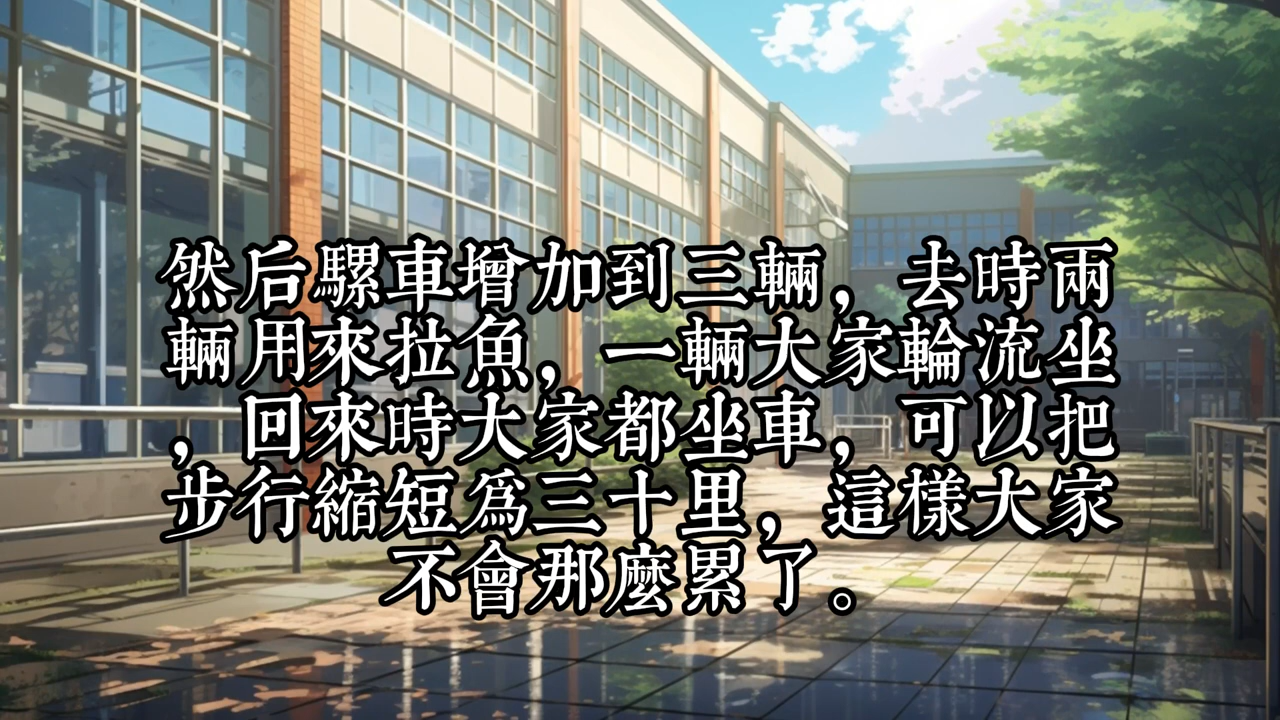 然后騾車增加到三輛，去時兩
輛用來拉魚，一輛大家輪流坐
，回來時大家都坐車，可以把
步行縮短爲三十里，這樣大家
不會那麼累了。